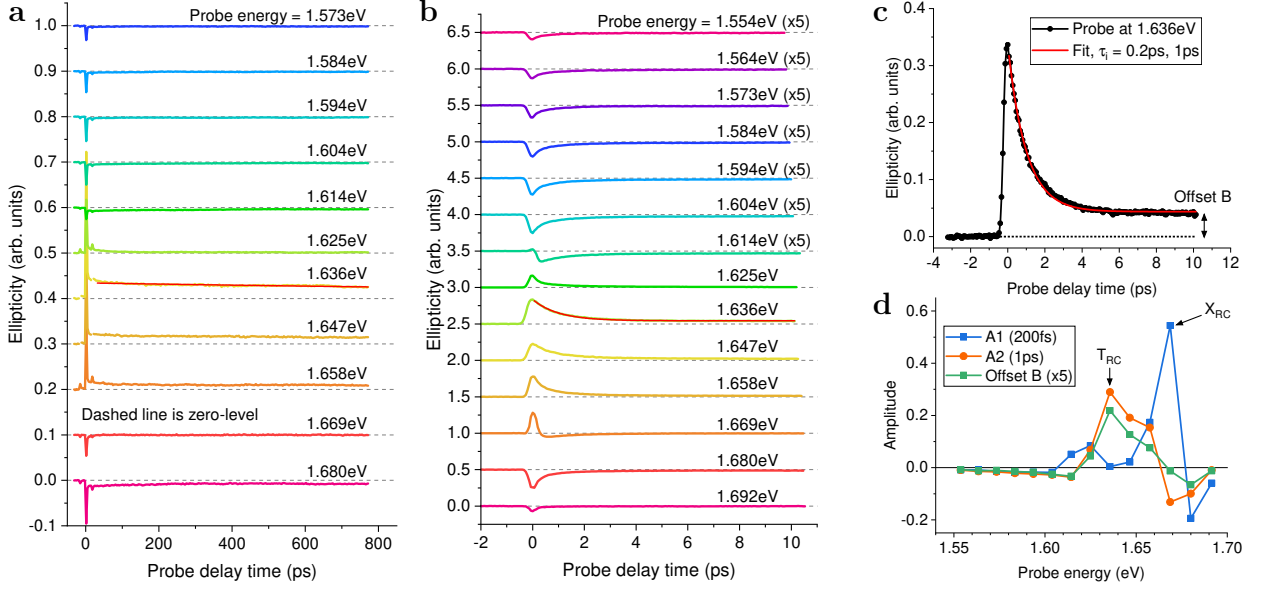 a
Probe energy = 1.573eV
1.584eV
1.594eV
1.604eV
1.614eV
1.625eV
1.636eV
1.647eV
1.658eV
Dashed line is zero-level
1.669eV
1.680eV
1.0
0.9
0.8
0.7
0.6
0.5
0.4
0.3
0.2
0.1
0.0
-0.1
Ellipticity (arb. units)
0 200 400 600 800
Probe delay time (ps)
b
Probe energy = 1.554eV (x5)
1.564eV (x5)
1.573eV (x5)
1.584eV (x5)
1.594eV (x5)
1.604eV (x5)
1.614eV (x5)
1.625eV
1.636eV
1.647eV
1.658eV
1.669eV
1.680eV
1.692eV
6.5
6.0
5.5
5.0
4.5
4.0
3.5
3.0
2.5
2.0
1.5
1.0
0.5
0.0
Ellipticity (arb. units)
-2 0 2 4 6 8 10
Probe delay time (ps)
c
Probe at 1.636eV
Fit, τi = 0.2ps, 1ps
Offset B
0.4
0.3
0.2
0.1
0.0
Ellipticity (arb. units)
-4 -2 0 2 4 6 8 10 12
Probe delay time (ps)
d
A1 (200fs)
A2 (1ps)
Offset B (x5)
TRC
XRC
0.6
0.4
0.2
0.0
-0.2
Amplitude
1.55 1.60 1.65 1.70
Probe energy (eV)